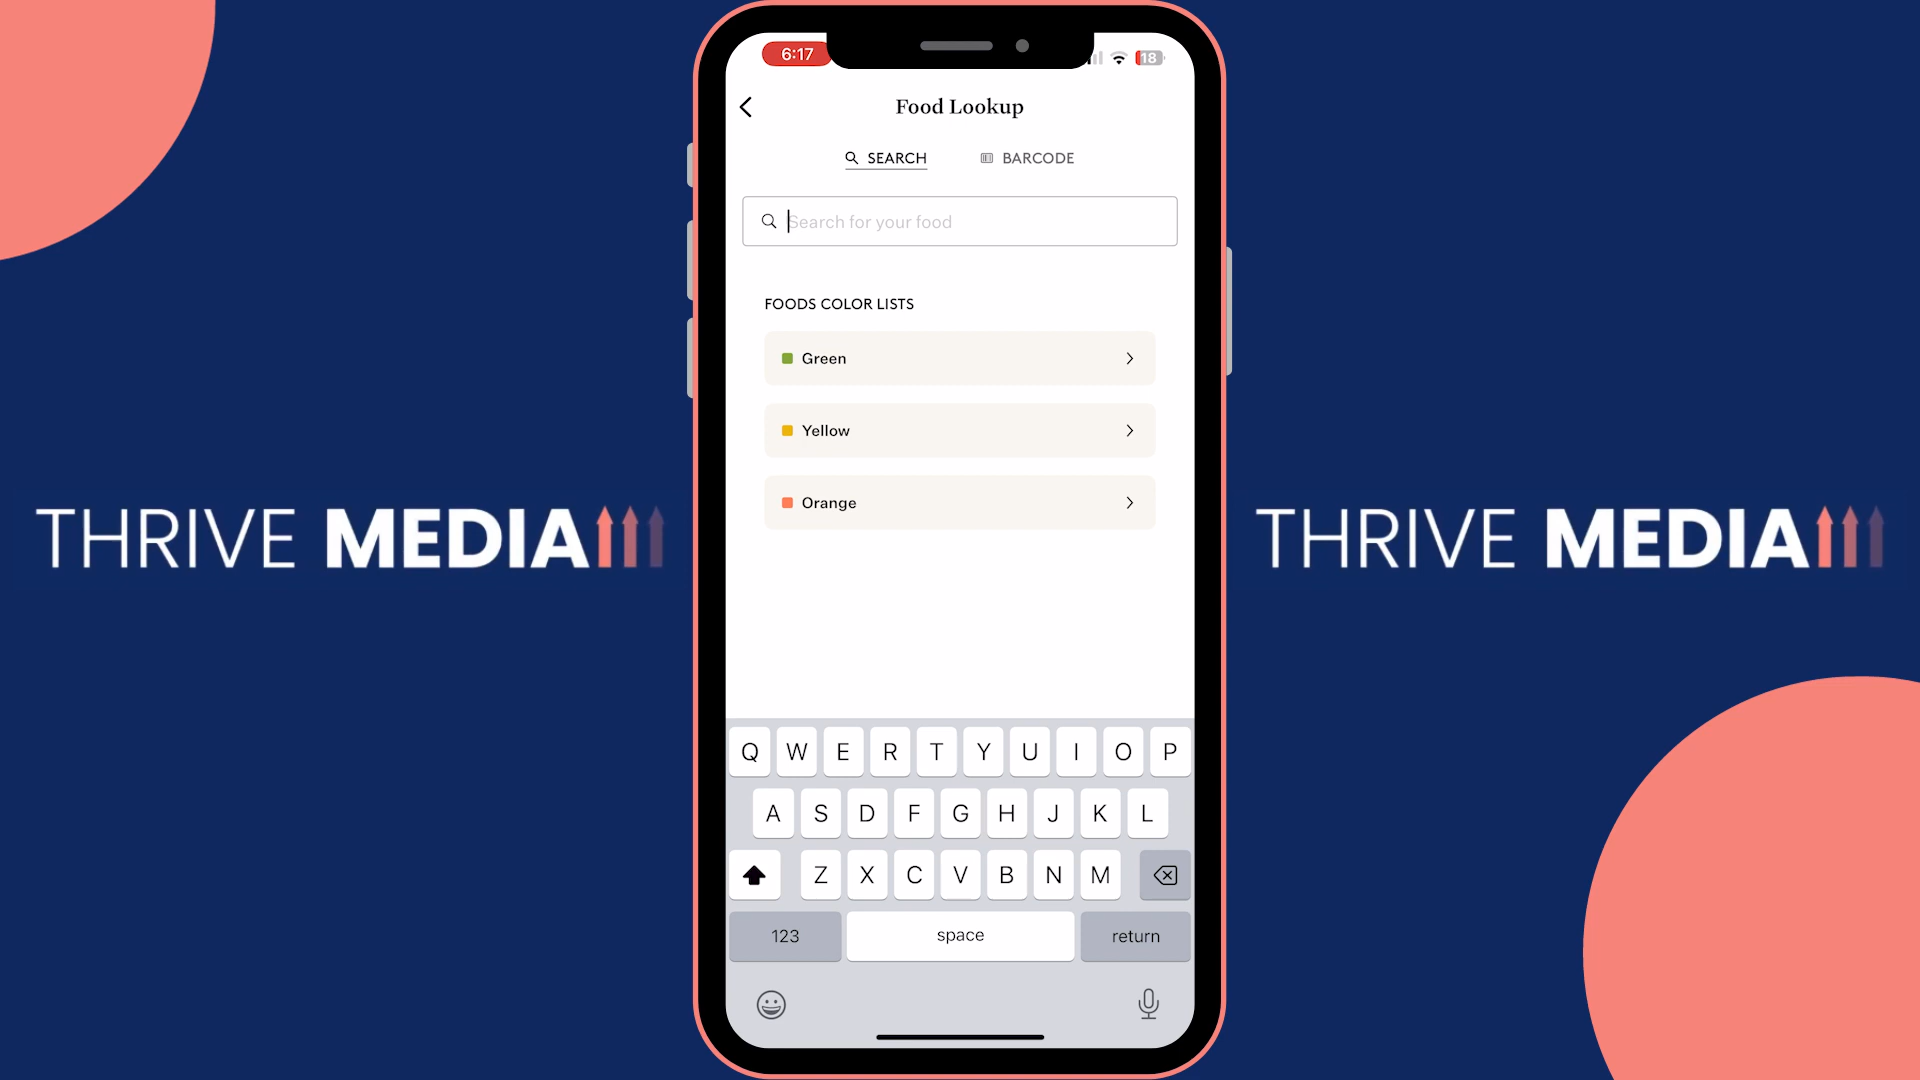 6:17
18
Food Lookup
SEARCH
BARCODE
Search for your food
FOODS COLOR LISTS
Green
Yellow
Orange
THRIVE MEDIA
THRIVE MEDIA
Q W E R T Y U I O P
A S D F G H J K L
Z X C V B N M
123 space return